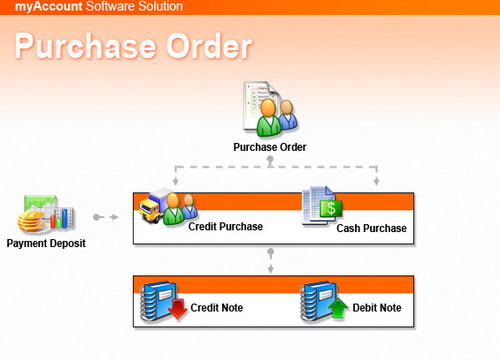 myAccount Software Solution
Purchase Order
Purchase Order
Credit Purchase
Cash Purchase
Payment Deposit
Credit Note
Debit Note